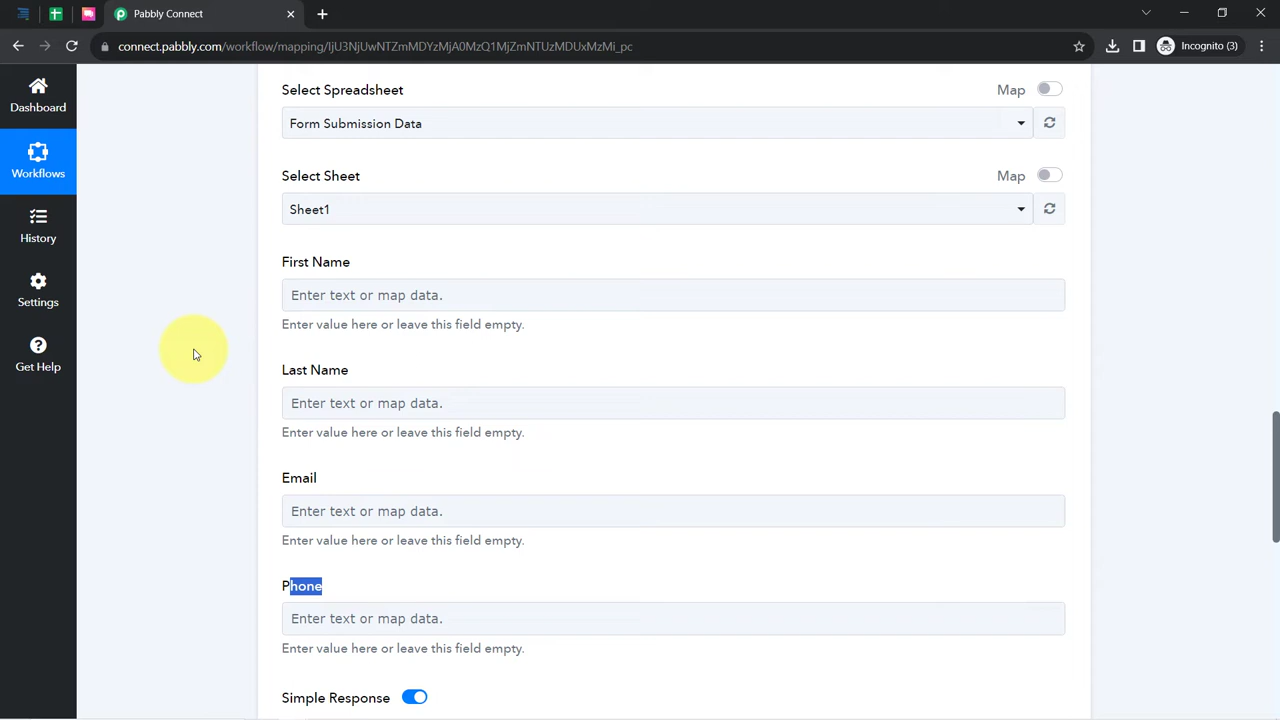 Pabbly Connect
connect.pabbly.com/workflow/mapping/IjU3NjUwNTZmMDYzMjA0MzQ1MjZmNTUzMDUxMzMi_pc
Incognito (3)
Dashboard
Workflows
History
Settings
Get Help
Select Spreadsheet
Map
Form Submission Data
Select Sheet
Map
Sheet1
First Name
Enter text or map data.
Enter value here or leave this field empty.
Last Name
Enter text or map data.
Enter value here or leave this field empty.
Email
Enter text or map data.
Enter value here or leave this field empty.
Phone
Enter text or map data.
Enter value here or leave this field empty.
Simple Response